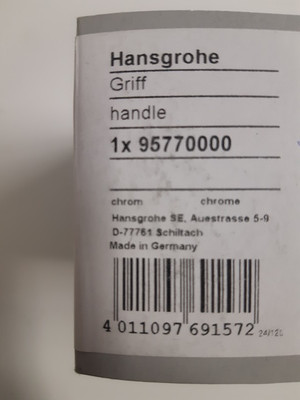 Hansgrohe
Griff
handle
1x 95770000
chrom chrome
Hansgrohe SE, Auestrasse 5-9
D-77761 Schiltach
Made in Germany
4 011097 691572